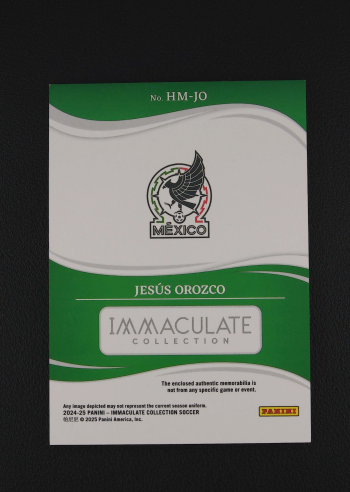 No. HM-JO
MÉXICO
JESÚS OROZCO
IMMACULATE
COLLECTION
The enclosed authentic memorabilia is
not from any specific game or event.
Any image depicted may not represent the current season uniform.
2024-25 PANINI – IMMACULATE COLLECTION SOCCER
© 2025 Panini America, Inc.
PANINI